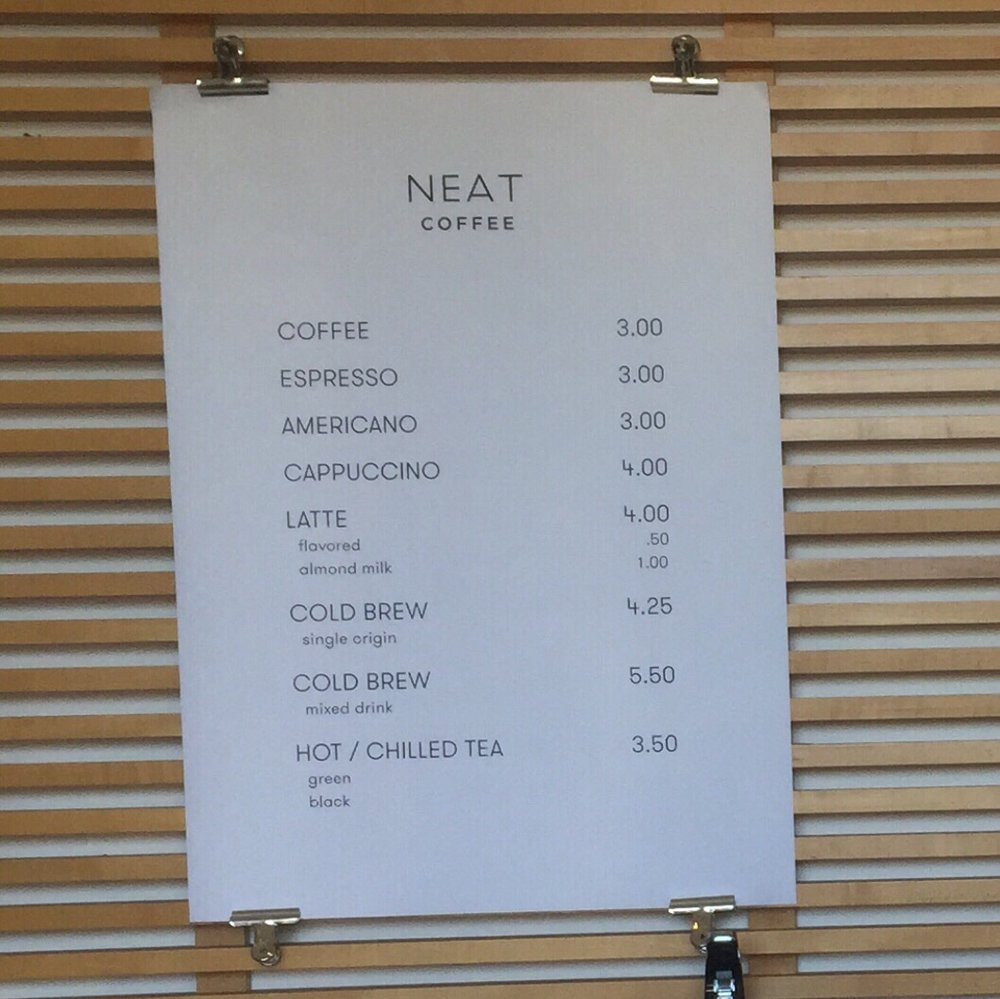 NEAT
COFFEE
COFFEE 3.00
ESPRESSO 3.00
AMERICANO 3.00
CAPPUCCINO 4.00
LATTE 4.00
flavored .50
almond milk 1.00
COLD BREW 4.25
single origin
COLD BREW 5.50
mixed drink
HOT / CHILLED TEA 3.50
green
black